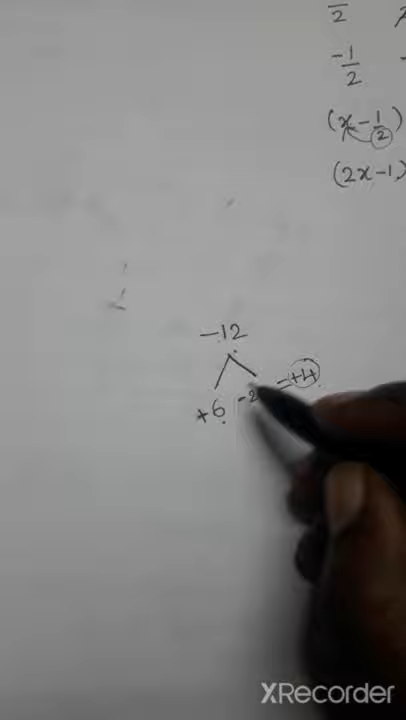 2
-1/2
(x - 1/2)
(2x-1)
-12
+6 -2 = +4
XRecorder